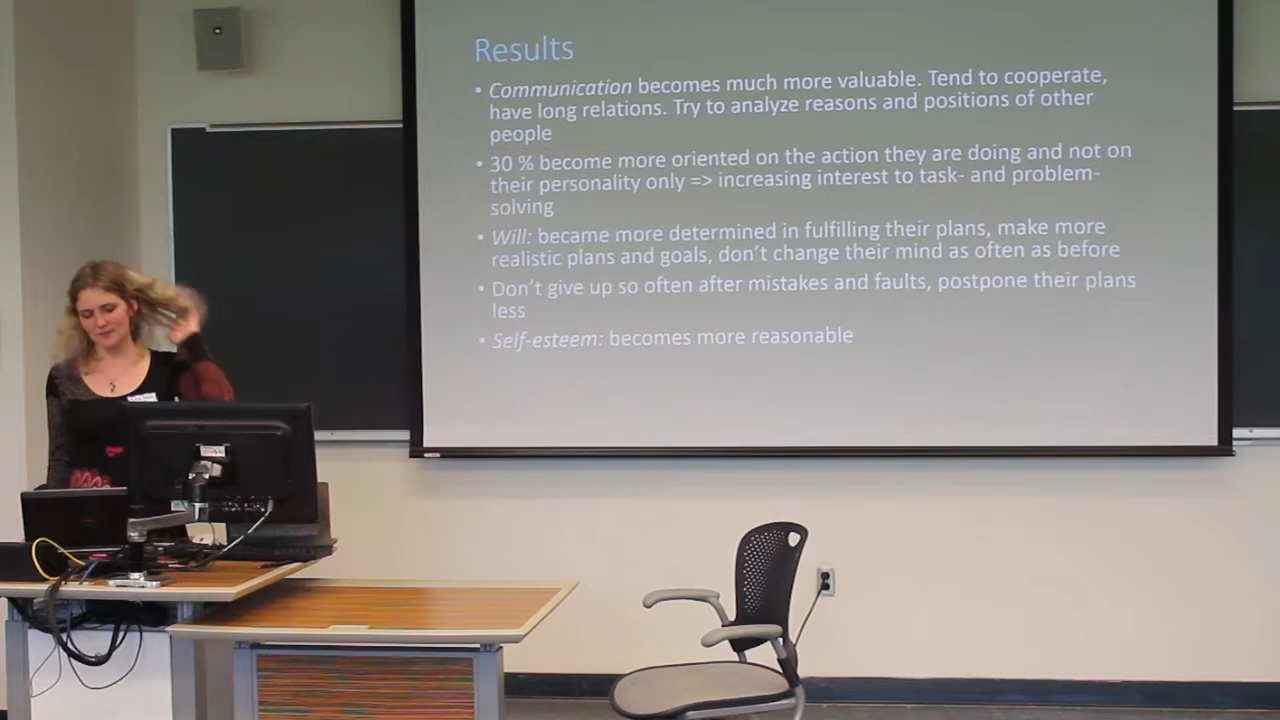 Results
• Communication becomes much more valuable. Tend to cooperate,
have long relations. Try to analyze reasons and positions of other
people
• 30 % become more oriented on the action they are doing and not on
their personality only => increasing interest to task- and problem-
solving
• Will: became more determined in fulfilling their plans, make more
realistic plans and goals, don't change their mind as often as before
• Don't give up so often after mistakes and faults, postpone their plans
less
• Self-esteem: becomes more reasonable